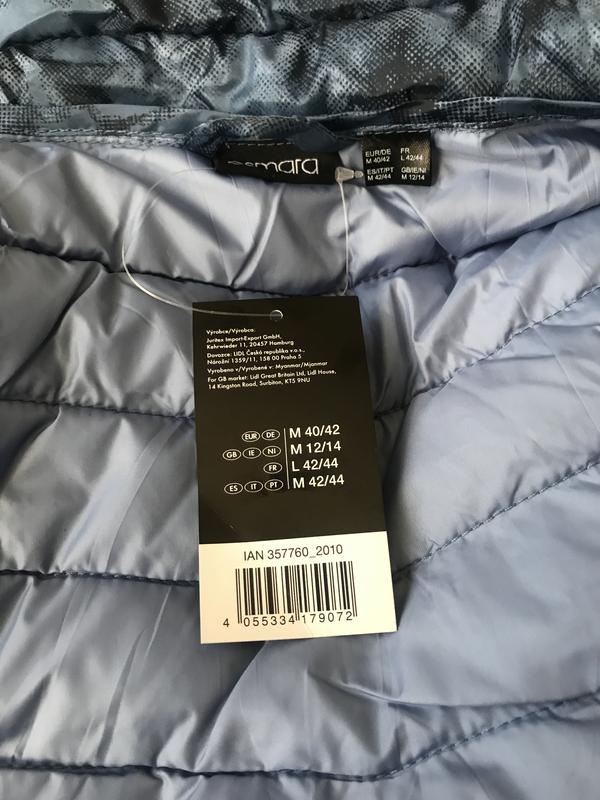 esmara
EUR/DE FR
M 40/42 L 42/44
ES/IT/PT GB/IE/NI
M 42/44 M 12/14
Výrobce/Výrobca:
Juritex Import-Export GmbH,
Kehrwieder 11, 20457 Hamburg
Dovozce: LIDL Česká republika v.o.s.,
Nárožní 1359/11, 158 00 Praha 5
Vyrobeno v/Vyrobené v: Myanmar/Mjanmar
For GB market: Lidl Great Britain Ltd, Lidl House,
14 Kingston Road, Surbiton, KT5 9NU
EUR DE M 40/42
GB IE NI M 12/14
FR L 42/44
ES IT PT M 42/44
IAN 357760_2010
4 055334 179072